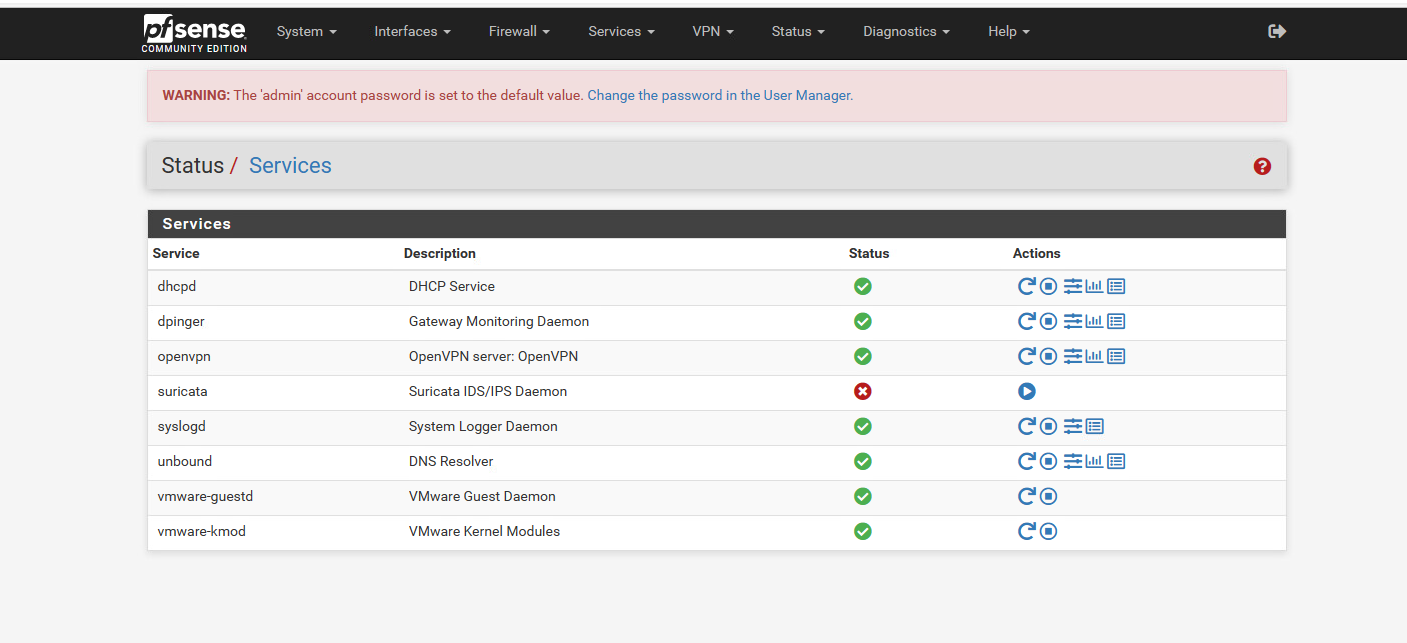 pfsense
COMMUNITY EDITION
System Interfaces Firewall Services VPN Status Diagnostics Help
WARNING: The 'admin' account password is set to the default value. Change the password in the User Manager.
Status / Services
Services
Service Description Status Actions
dhcpd DHCP Service
dpinger Gateway Monitoring Daemon
openvpn OpenVPN server: OpenVPN
suricata Suricata IDS/IPS Daemon
syslogd System Logger Daemon
unbound DNS Resolver
vmware-guestd VMware Guest Daemon
vmware-kmod VMware Kernel Modules